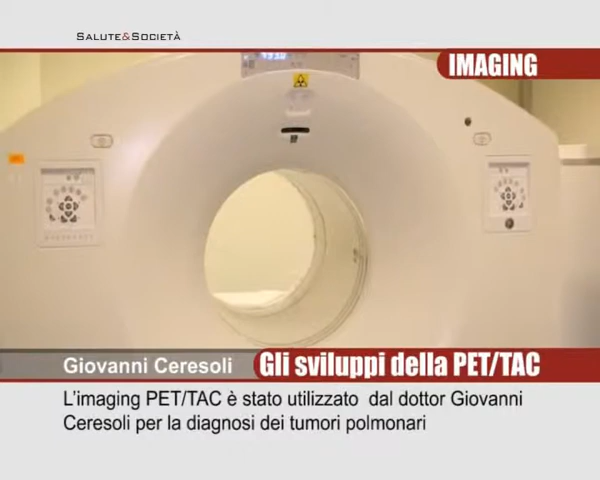 SALUTE&SOCIETÀ
IMAGING
Giovanni Ceresoli
Gli sviluppi della PET/TAC
L'imaging PET/TAC è stato utilizzato dal dottor Giovanni
Ceresoli per la diagnosi dei tumori polmonari